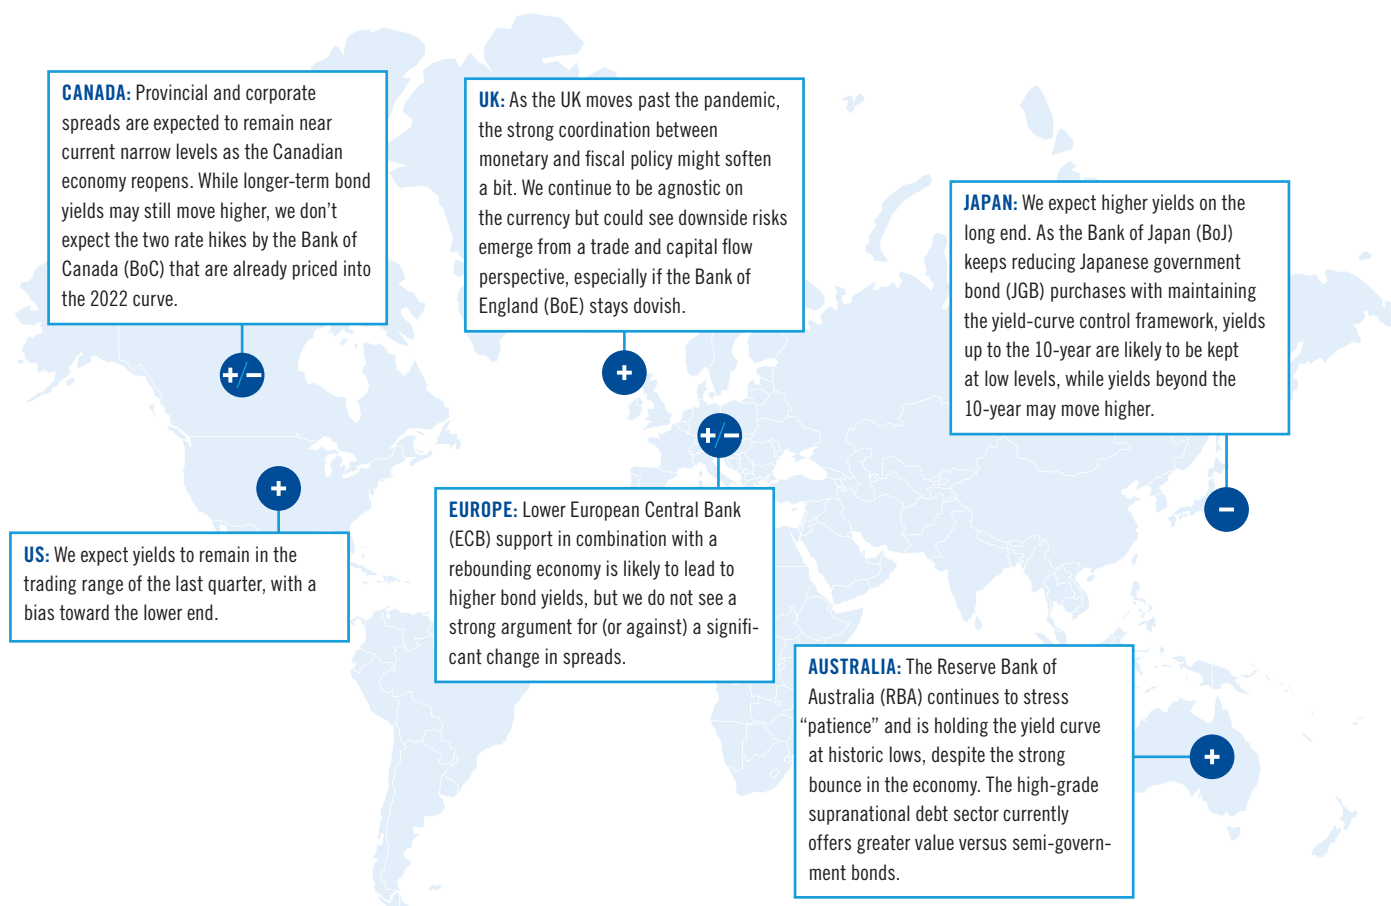 CANADA: Provincial and corporate
spreads are expected to remain near
current narrow levels as the Canadian
economy reopens. While longer-term bond
yields may still move higher, we don’t
expect the two rate hikes by the Bank of
Canada (BoC) that are already priced into
the 2022 curve.
+/−
UK: As the UK moves past the pandemic,
the strong coordination between
monetary and fiscal policy might soften
a bit. We continue to be agnostic on
the currency but could see downside risks
emerge from a trade and capital flow
perspective, especially if the Bank of
England (BoE) stays dovish.
+
JAPAN: We expect higher yields on the
long end. As the Bank of Japan (BoJ)
keeps reducing Japanese government
bond (JGB) purchases with maintaining
the yield-curve control framework, yields
up to the 10-year are likely to be kept
at low levels, while yields beyond the
10-year may move higher.
−
+
US: We expect yields to remain in the
trading range of the last quarter, with a
bias toward the lower end.
+/−
EUROPE: Lower European Central Bank
(ECB) support in combination with a
rebounding economy is likely to lead to
higher bond yields, but we do not see a
strong argument for (or against) a signifi-
cant change in spreads.
AUSTRALIA: The Reserve Bank of
Australia (RBA) continues to stress
“patience” and is holding the yield curve
at historic lows, despite the strong
bounce in the economy. The high-grade
supranational debt sector currently
offers greater value versus semi-govern-
ment bonds.
+